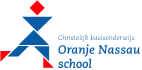 Christelijk basisonderwijs
Oranje Nassau
school